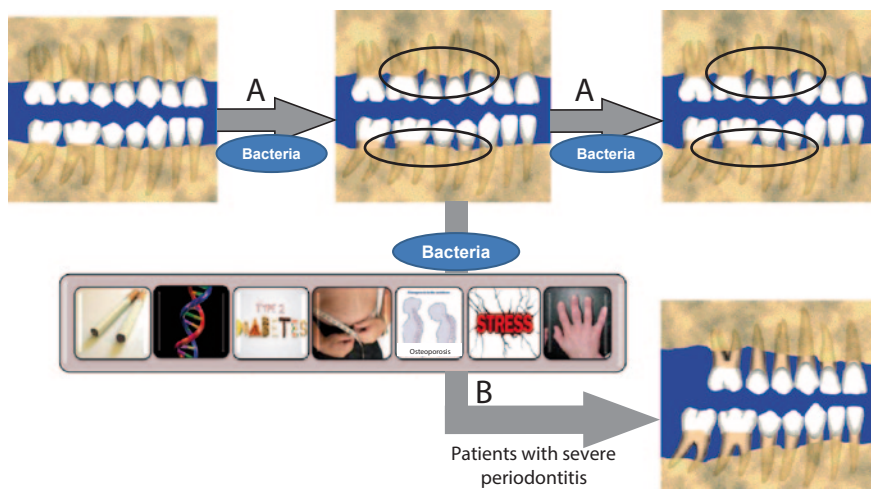 A
A
Bacteria
Bacteria
Bacteria
TYPE 2
DIABETES
STRESS
Osteoporosis
B
Patients with severe
periodontitis